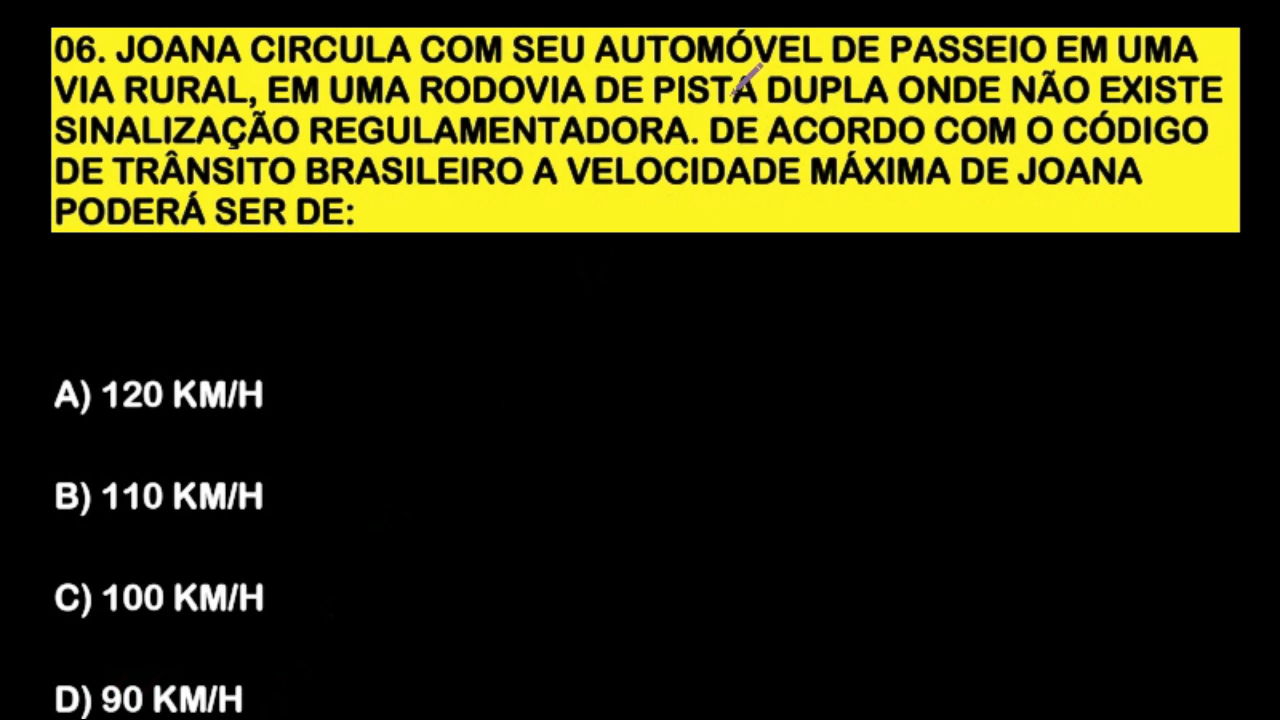 06. JOANA CIRCULA COM SEU AUTOMÓVEL DE PASSEIO EM UMA
VIA RURAL, EM UMA RODOVIA DE PISTA DUPLA ONDE NÃO EXISTE
SINALIZAÇÃO REGULAMENTADORA. DE ACORDO COM O CÓDIGO
DE TRÂNSITO BRASILEIRO A VELOCIDADE MÁXIMA DE JOANA
PODERÁ SER DE:
A) 120 KM/H
B) 110 KM/H
C) 100 KM/H
D) 90 KM/H